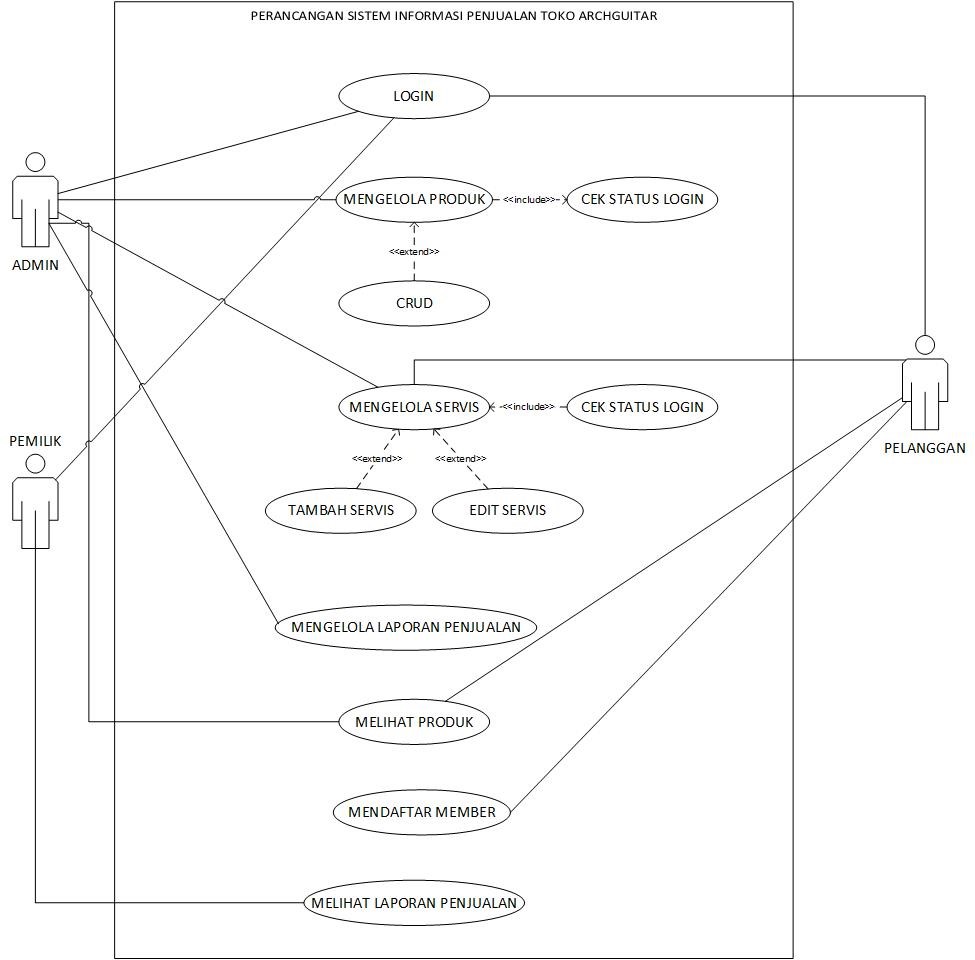 PERANCANGAN SISTEM INFORMASI PENJUALAN TOKO ARCHGUITAR
LOGIN
MENGELOLA PRODUK
<<include>>
CEK STATUS LOGIN
ADMIN
<<extend>>
CRUD
MENGELOLA SERVIS
<<include>>
CEK STATUS LOGIN
PEMILIK
PELANGGAN
<<extend>>
<<extend>>
TAMBAH SERVIS
EDIT SERVIS
MENGELOLA LAPORAN PENJUALAN
MELIHAT PRODUK
MENDAFTAR MEMBER
MELIHAT LAPORAN PENJUALAN